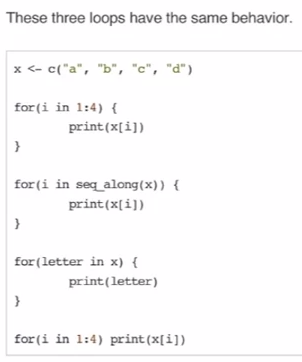 These three loops have the same behavior.
x <- c("a", "b", "c", "d")
for(i in 1:4) {
        print(x[i])
}
for(i in seq_along(x)) {
        print(x[i])
}
for(letter in x) {
        print(letter)
}
for(i in 1:4) print(x[i])